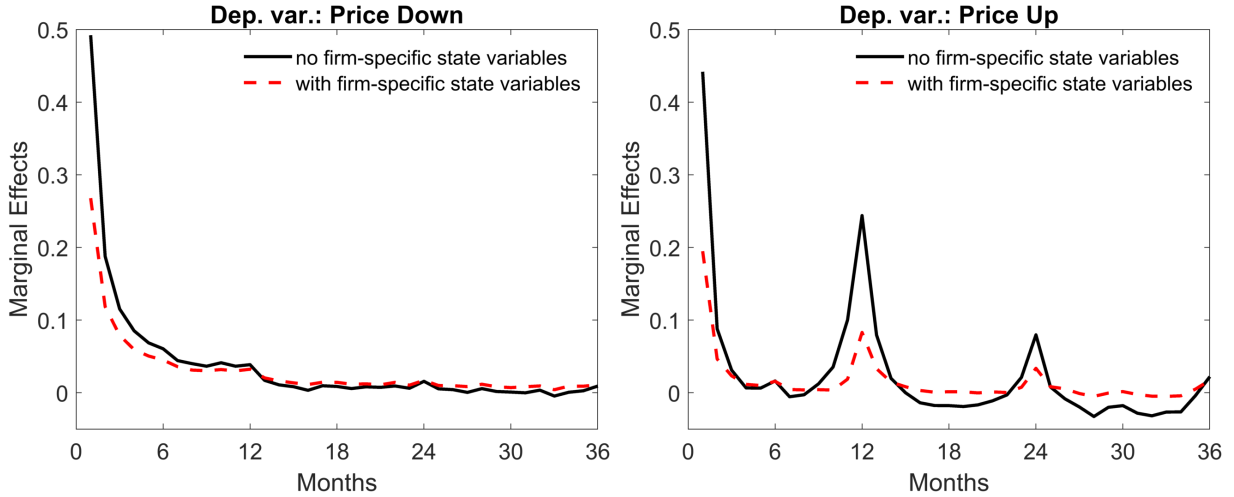 Dep. var.: Price Down
0.5
0.4
0.3
0.2
0.1
0
Marginal Effects
no firm-specific state variables
with firm-specific state variables
0 6 12 18 24 30 36
Months
Dep. var.: Price Up
0.5
0.4
0.3
0.2
0.1
0
Marginal Effects
no firm-specific state variables
with firm-specific state variables
0 6 12 18 24 30 36
Months